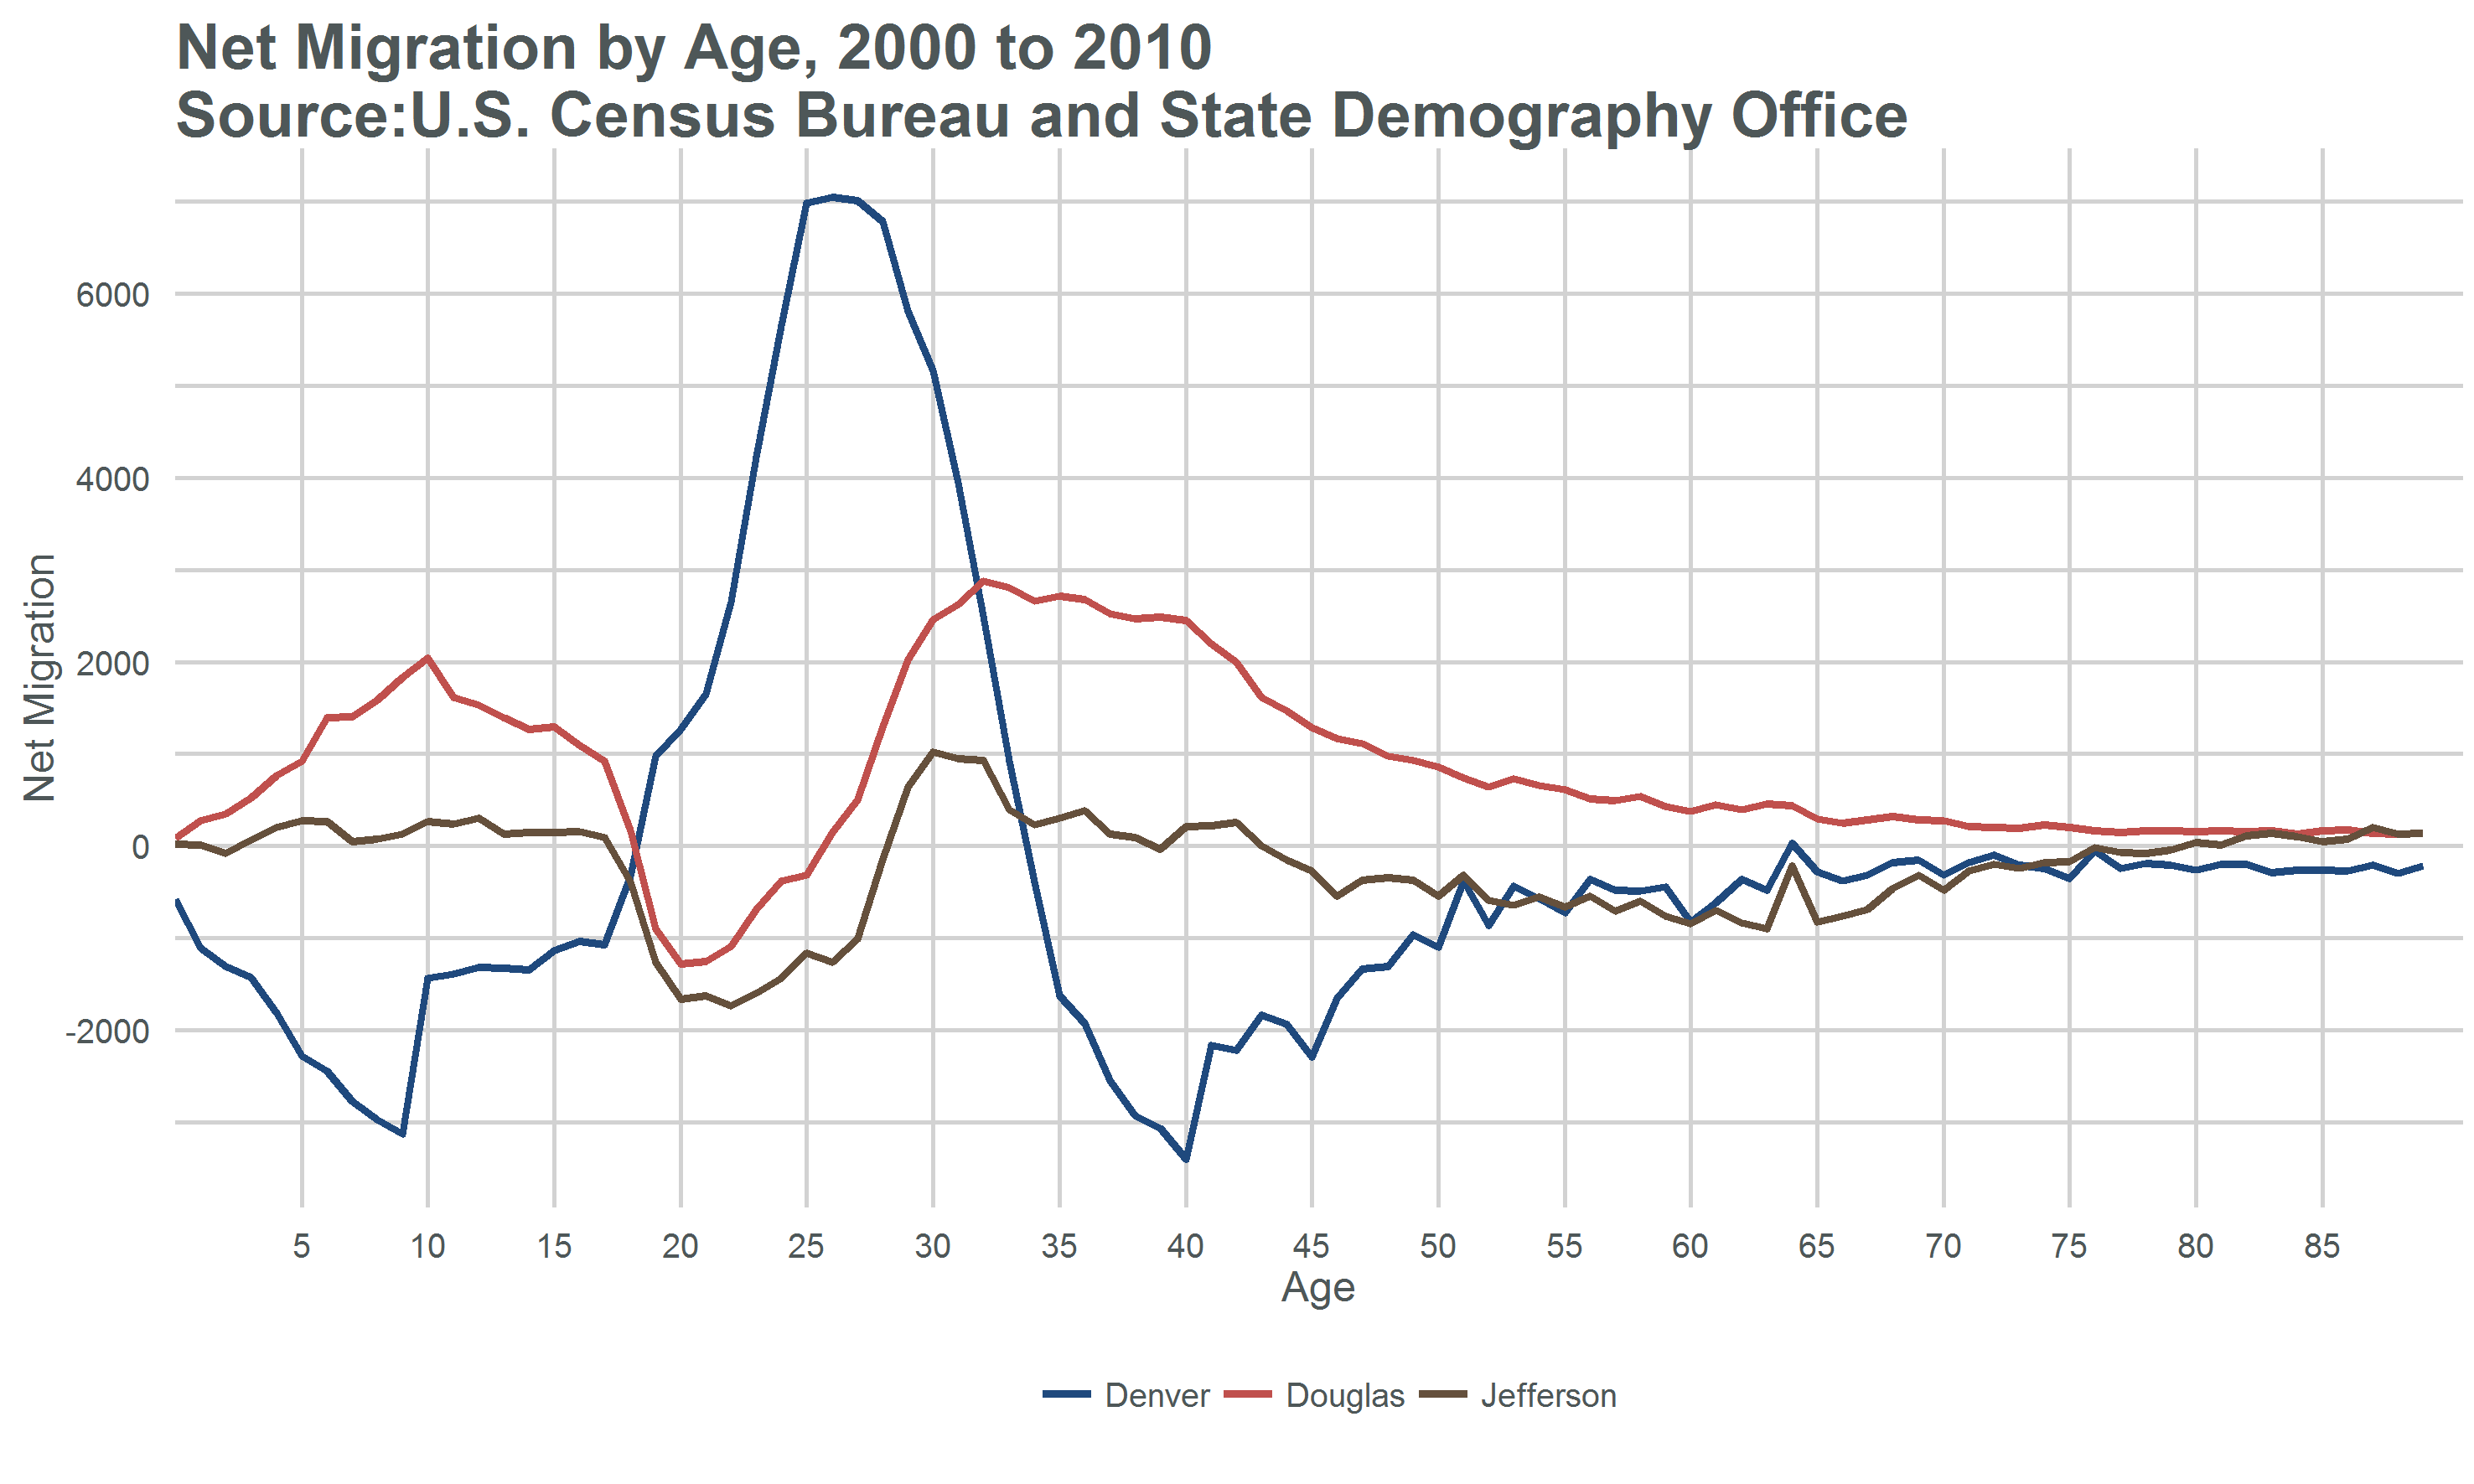 Net Migration by Age, 2000 to 2010
Source:U.S. Census Bureau and State Demography Office
Net Migration
6000
4000
2000
0
-2000
5 10 15 20 25 30 35 40 45 50 55 60 65 70 75 80 85
Age
Denver Douglas Jefferson